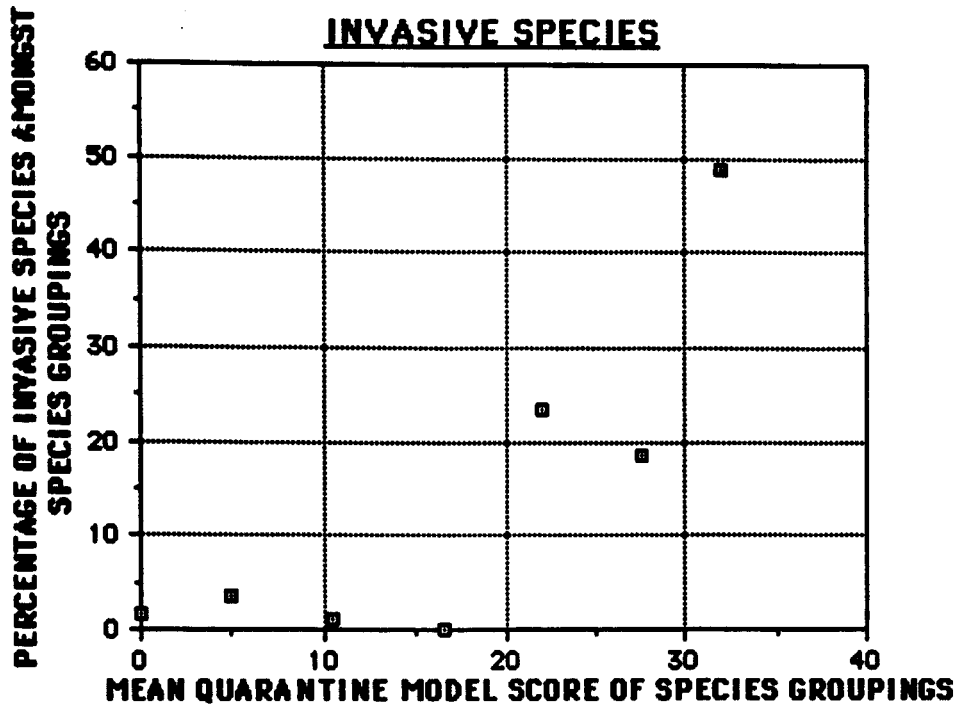 INVASIVE SPECIES
PERCENTAGE OF INVASIVE SPECIES AMONGST
SPECIES GROUPINGS
60
50
40
30
20
10
0
0 10 20 30 40
MEAN QUARANTINE MODEL SCORE OF SPECIES GROUPINGS